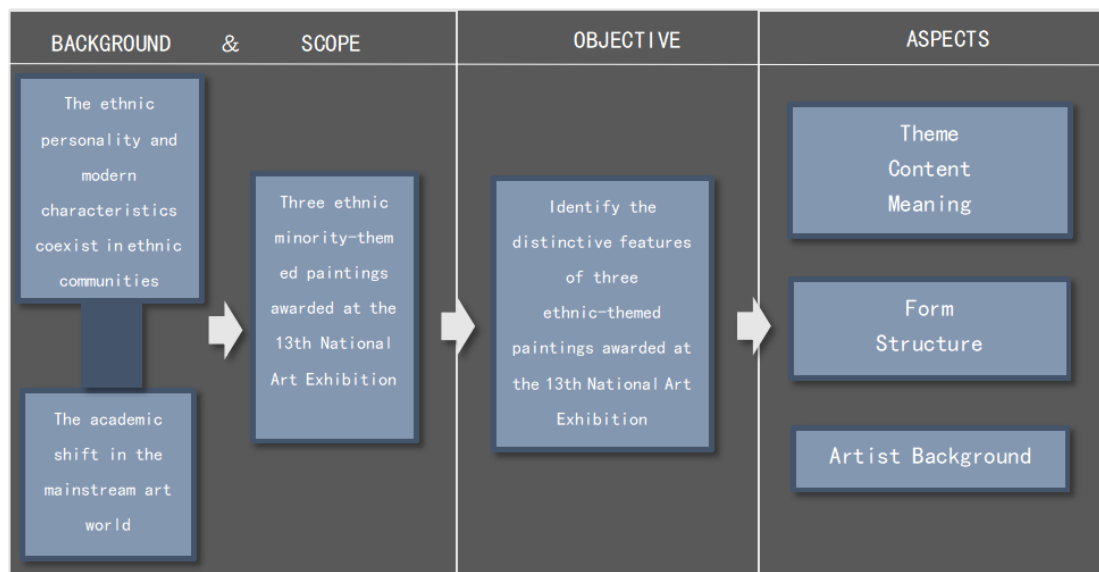 BACKGROUND & SCOPE
OBJECTIVE
ASPECTS
The ethnic
personality and
modern
characteristics
coexist in ethnic
communities
The academic
shift in the
mainstream art
world
Three ethnic
minority-them
ed paintings
awarded at the
13th National
Art Exhibition
Identify the
distinctive features
of three
ethnic-themed
paintings awarded at
the 13th National Art
Exhibition
Theme
Content
Meaning
Form
Structure
Artist Background